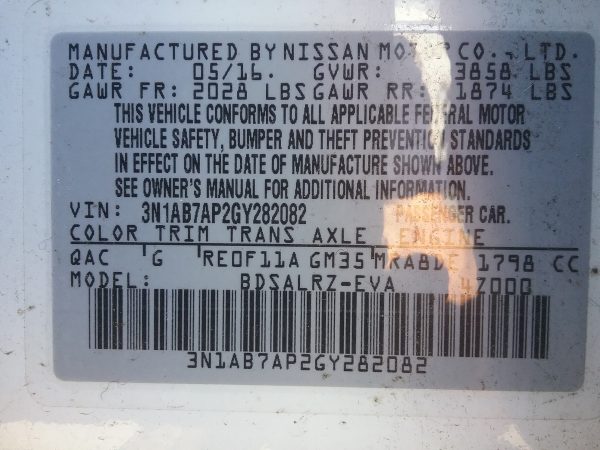 MANUFACTURED BY NISSAN MOTOR CO., LTD.
DATE: 05/16. GVWR: 3858 LBS
GAWR FR: 2028 LBS GAWR RR: 1874 LBS
THIS VEHICLE CONFORMS TO ALL APPLICABLE FEDERAL MOTOR
VEHICLE SAFETY, BUMPER AND THEFT PREVENTION STANDARDS
IN EFFECT ON THE DATE OF MANUFACTURE SHOWN ABOVE.
SEE OWNER'S MANUAL FOR ADDITIONAL INFORMATION.
VIN: 3N1AB7AP2GY282082 PASSENGER CAR.
COLOR TRIM TRANS AXLE ENGINE
QAC G RE0F11A GM35 MRA8DE 1798 CC
MODEL: BDSALRZ-EVA 4Z000
3N1AB7AP2GY282082